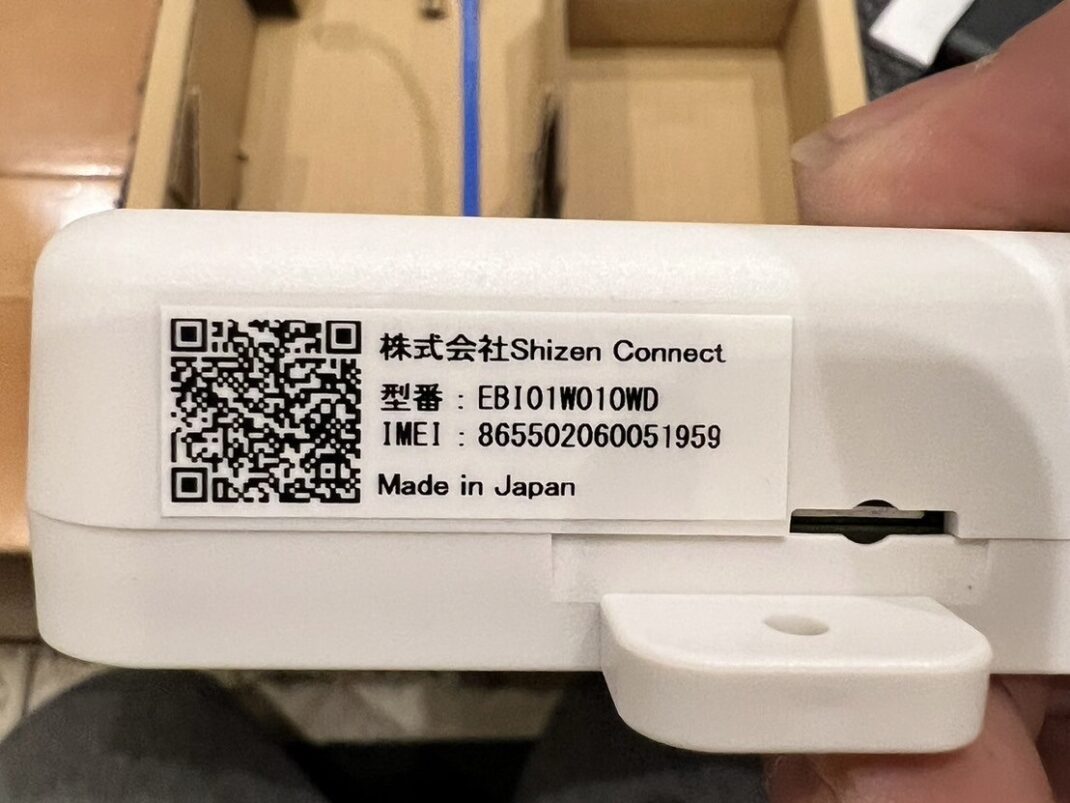 株式会社Shizen Connect
型番：EBI01W010WD
IMEI：865502060051959
Made in Japan